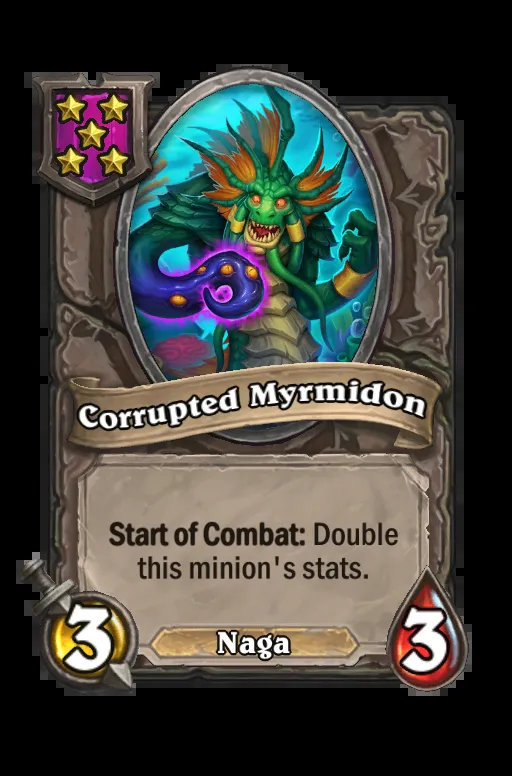 Corrupted Myrmidon
Start of Combat: Double
this minion's stats.
3
Naga
3